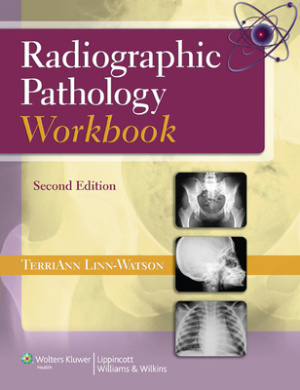 Radiographic
Pathology
Workbook
Second Edition
TerriAnn Linn-Watson
Wolters Kluwer
Health
Lippincott
Williams & Wilkins